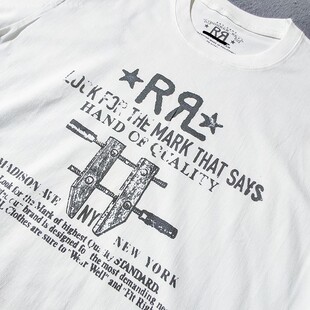 RRL
RRL
LOOK FOR THE MARK THAT SAYS
HAND OF QUALITY
MADISON AVE
NY
NEW YORK
Look for the Mark of highest Quality STANDARD.
brand is designed to the most demanding
Clothes are sure to "Wear Well" and "Fit Right